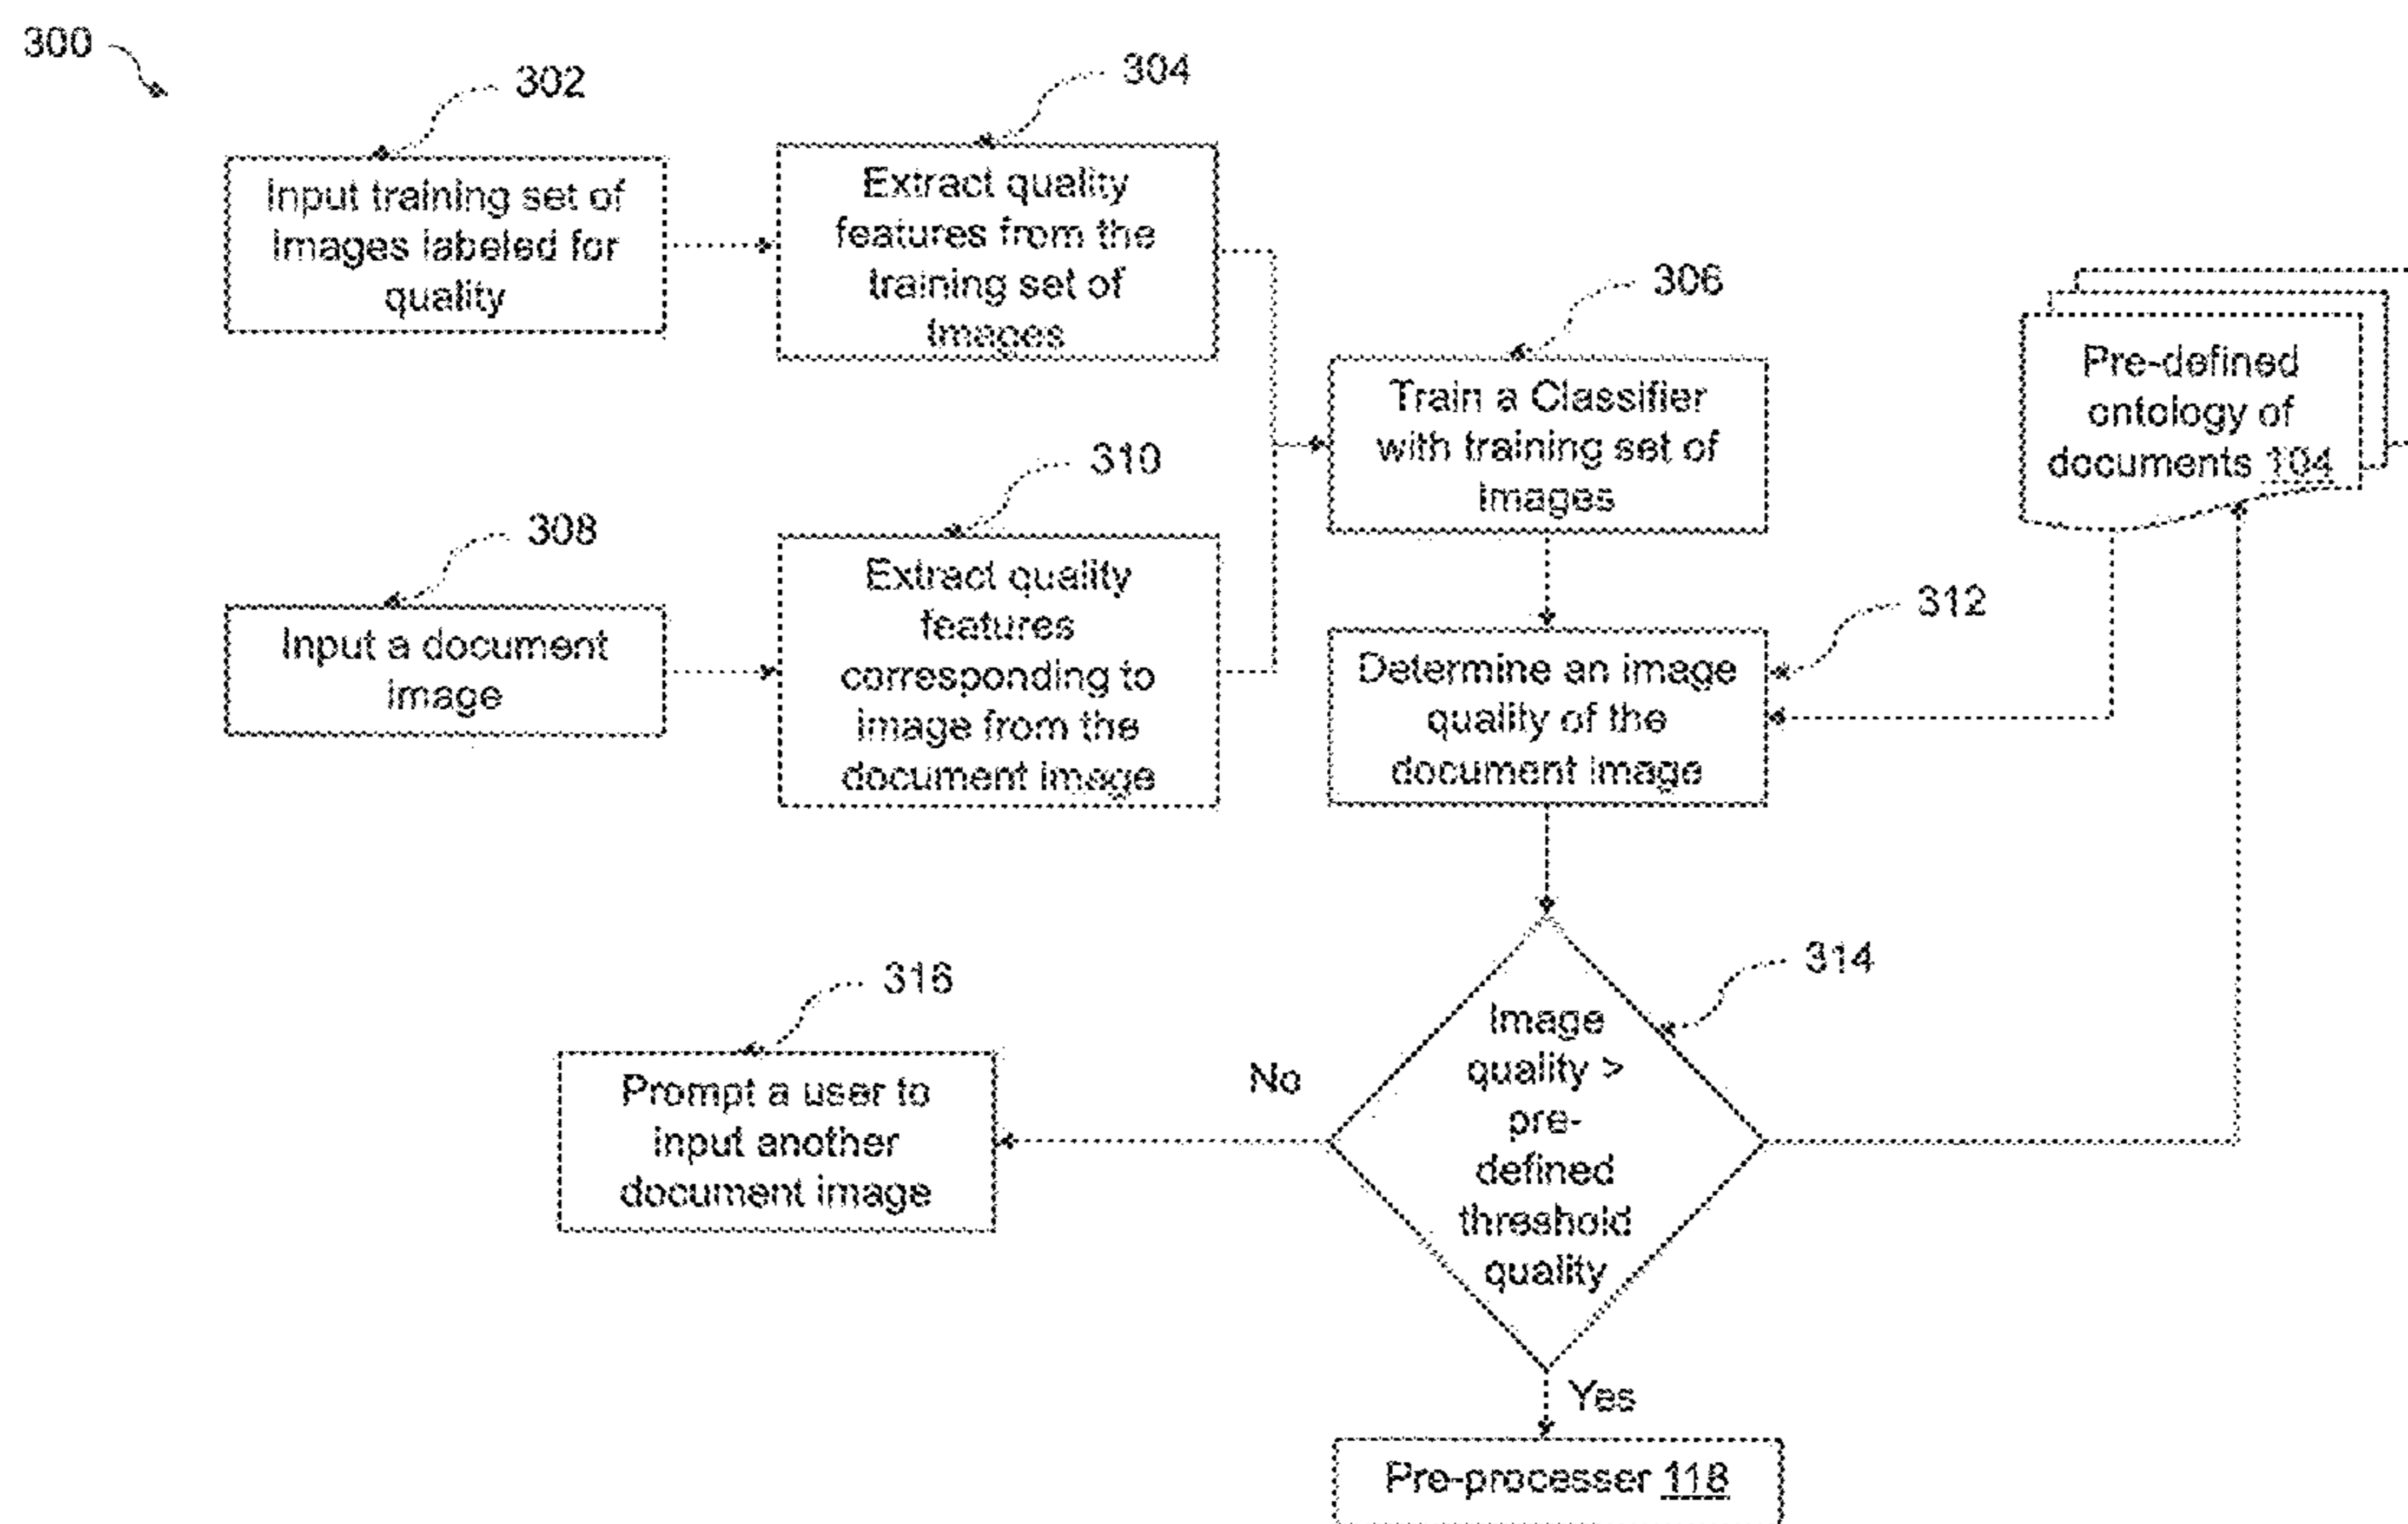 300
302
Input training set of
images labeled for
quality
304
Extract quality
features from the
training set of
images
306
Train a Classifier
with training set of
images
Pre-defined
ontology of
documents 104
308
Input a document
image
310
Extract quality
features
corresponding to
image from the
document image
312
Determine an image
quality of the
document image
314
Image
quality >
pre-
defined
threshold
quality
No
316
Prompt a user to
input another
document image
Yes
Pre-processer 118